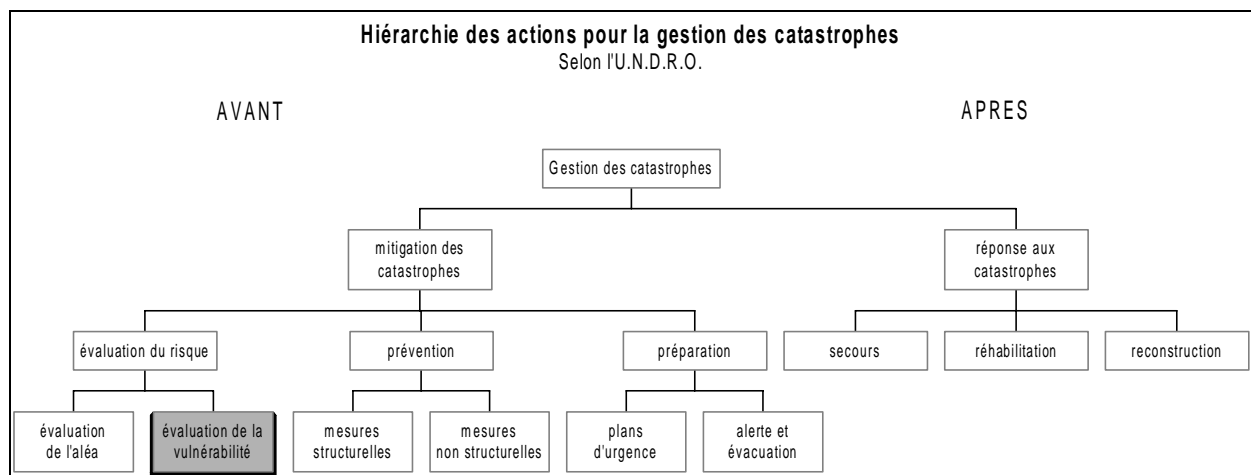 Hiérarchie des actions pour la gestion des catastrophes
Selon l'U.N.D.R.O.
AVANT
APRES
Gestion des catastrophes
mitigation des
catastrophes
réponse aux
catastrophes
évaluation du risque
prévention
préparation
secours
réhabilitation
reconstruction
évaluation
de l'aléa
évaluation de la
vulnérabilité
mesures
structurelles
mesures
non structurelles
plans
d'urgence
alerte et
évacuation